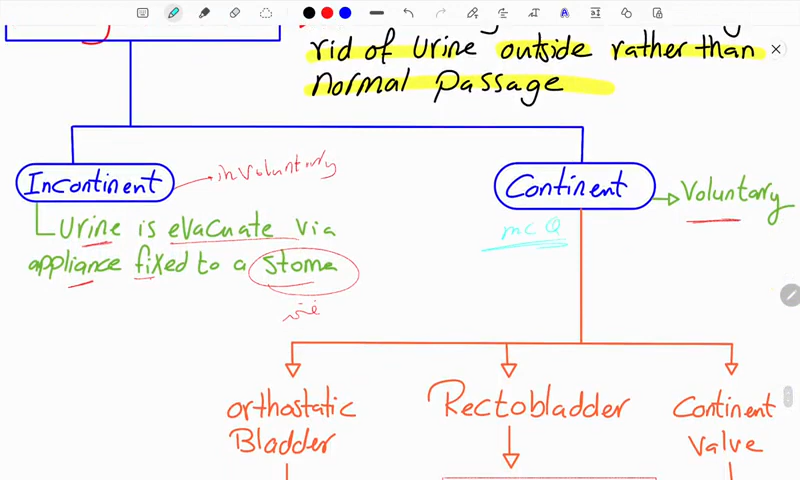 rid of Urine outside rather than
normal Passage
Incontinent
involuntary
Continent
Voluntary
Urine is evacuate via
appliance fixed to a stoma
MCQ
Orthostatic
Bladder
Rectobladder
Continent
Valve